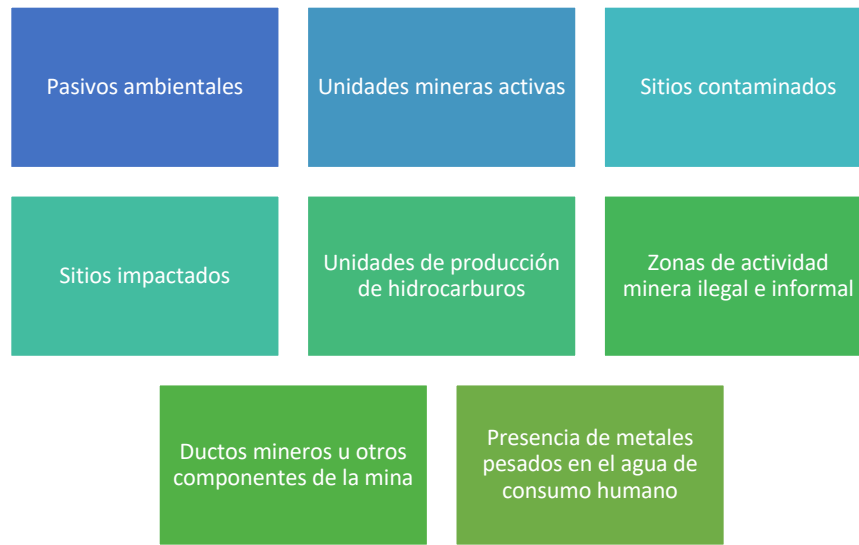 Pasivos ambientales
Unidades mineras activas
Sitios contaminados
Sitios impactados
Unidades de producción
de hidrocarburos
Zonas de actividad
minera ilegal e informal
Ductos mineros u otros
componentes de la mina
Presencia de metales
pesados en el agua de
consumo humano